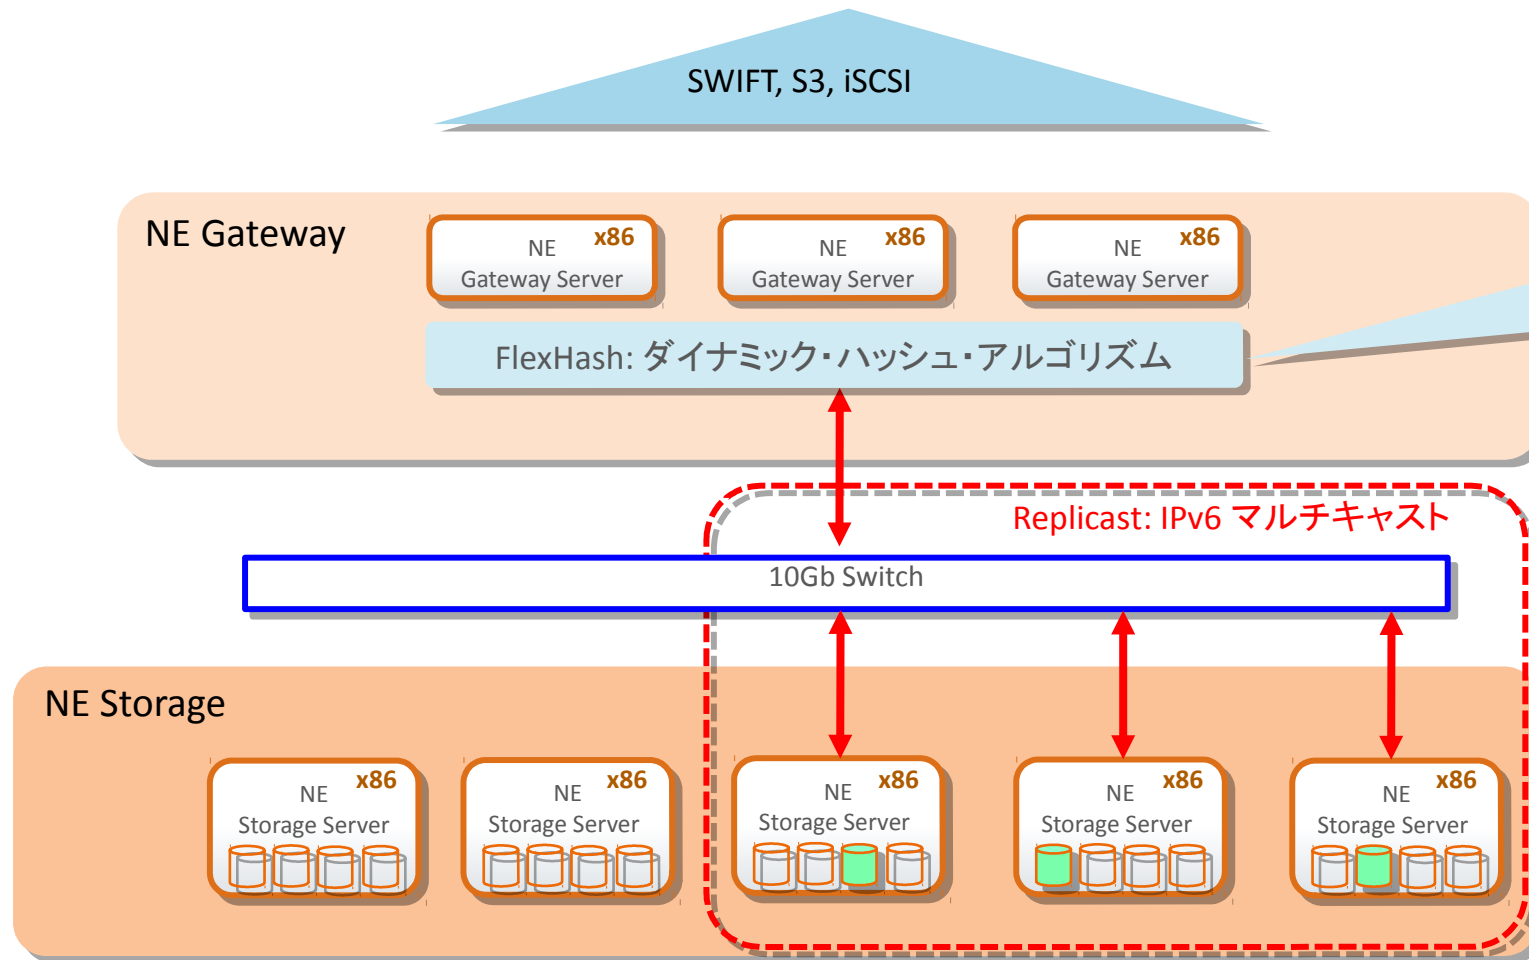 SWIFT, S3, iSCSI
NE Gateway
x86
NE
Gateway Server
x86
NE
Gateway Server
x86
NE
Gateway Server
FlexHash: ダイナミック・ハッシュ・アルゴリズム
Replicast: IPv6 マルチキャスト
10Gb Switch
NE Storage
x86
NE
Storage Server
x86
NE
Storage Server
x86
NE
Storage Server
x86
NE
Storage Server
x86
NE
Storage Server